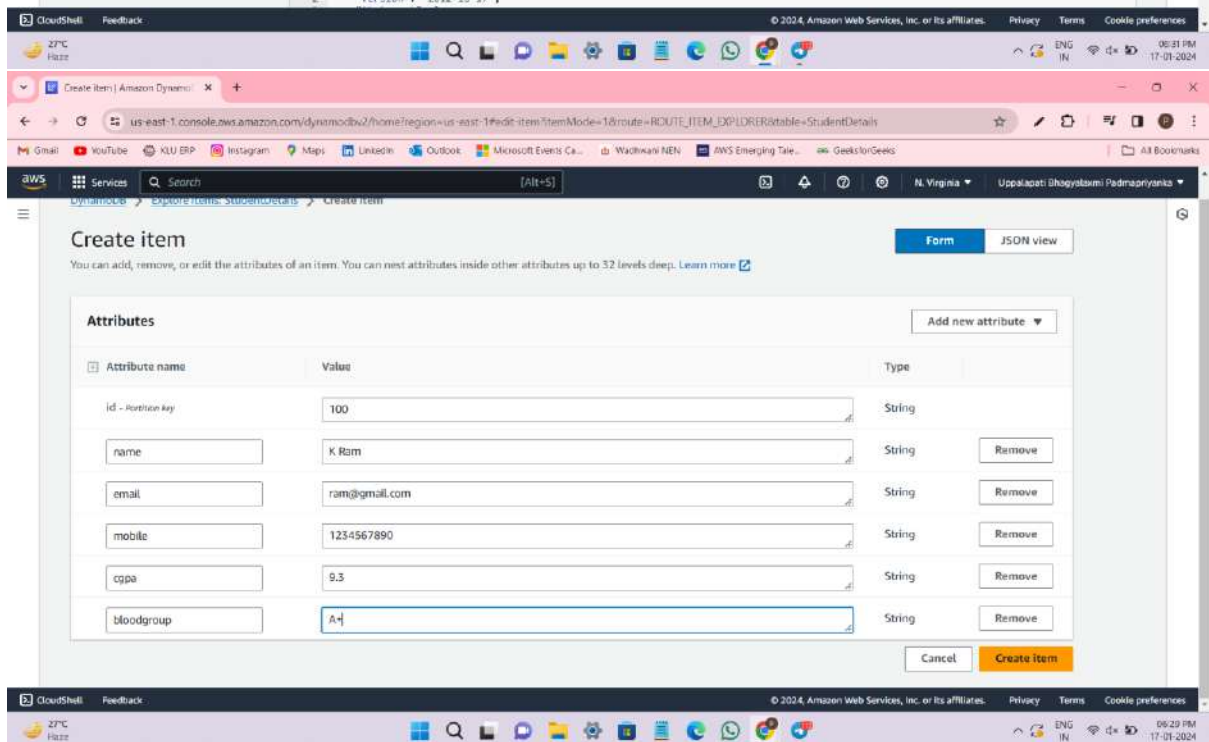 CloudShell Feedback © 2024, Amazon Web Services, Inc. or its affiliates. Privacy Terms Cookie preferences
27°C ENG 06:31 PM
Haze IN 17-01-2024
Create item | Amazon Dynamo
us-east-1.console.aws.amazon.com/dynamodbv2/home?region=us-east-1#edit-item?itemMode=1&route=ROUTE_ITEM_EXPLORER&table=StudentDetails
Gmail YouTube KLU ERP Instagram Maps LinkedIn Outlook Microsoft Events Ca... Wadhwani NEN AWS Emerging Tale... GeeksforGeeks All Bookmarks
aws Services Search [Alt+S] N. Virginia Uppalapati Bhagyalaxmi Padmapriyanka
DynamoDB > Explore items: StudentDetails > Create item
Create item Form JSON view
You can add, remove, or edit the attributes of an item. You can nest attributes inside other attributes up to 32 levels deep. Learn more
Attributes Add new attribute
Attribute name Value Type
id - Partition key 100 String
name K Ram String Remove
email ram@gmail.com String Remove
mobile 1234567890 String Remove
cgpa 9.3 String Remove
bloodgroup A+ String Remove
Cancel Create item
CloudShell Feedback © 2024, Amazon Web Services, Inc. or its affiliates. Privacy Terms Cookie preferences
27°C ENG 06:29 PM
Haze IN 17-01-2024